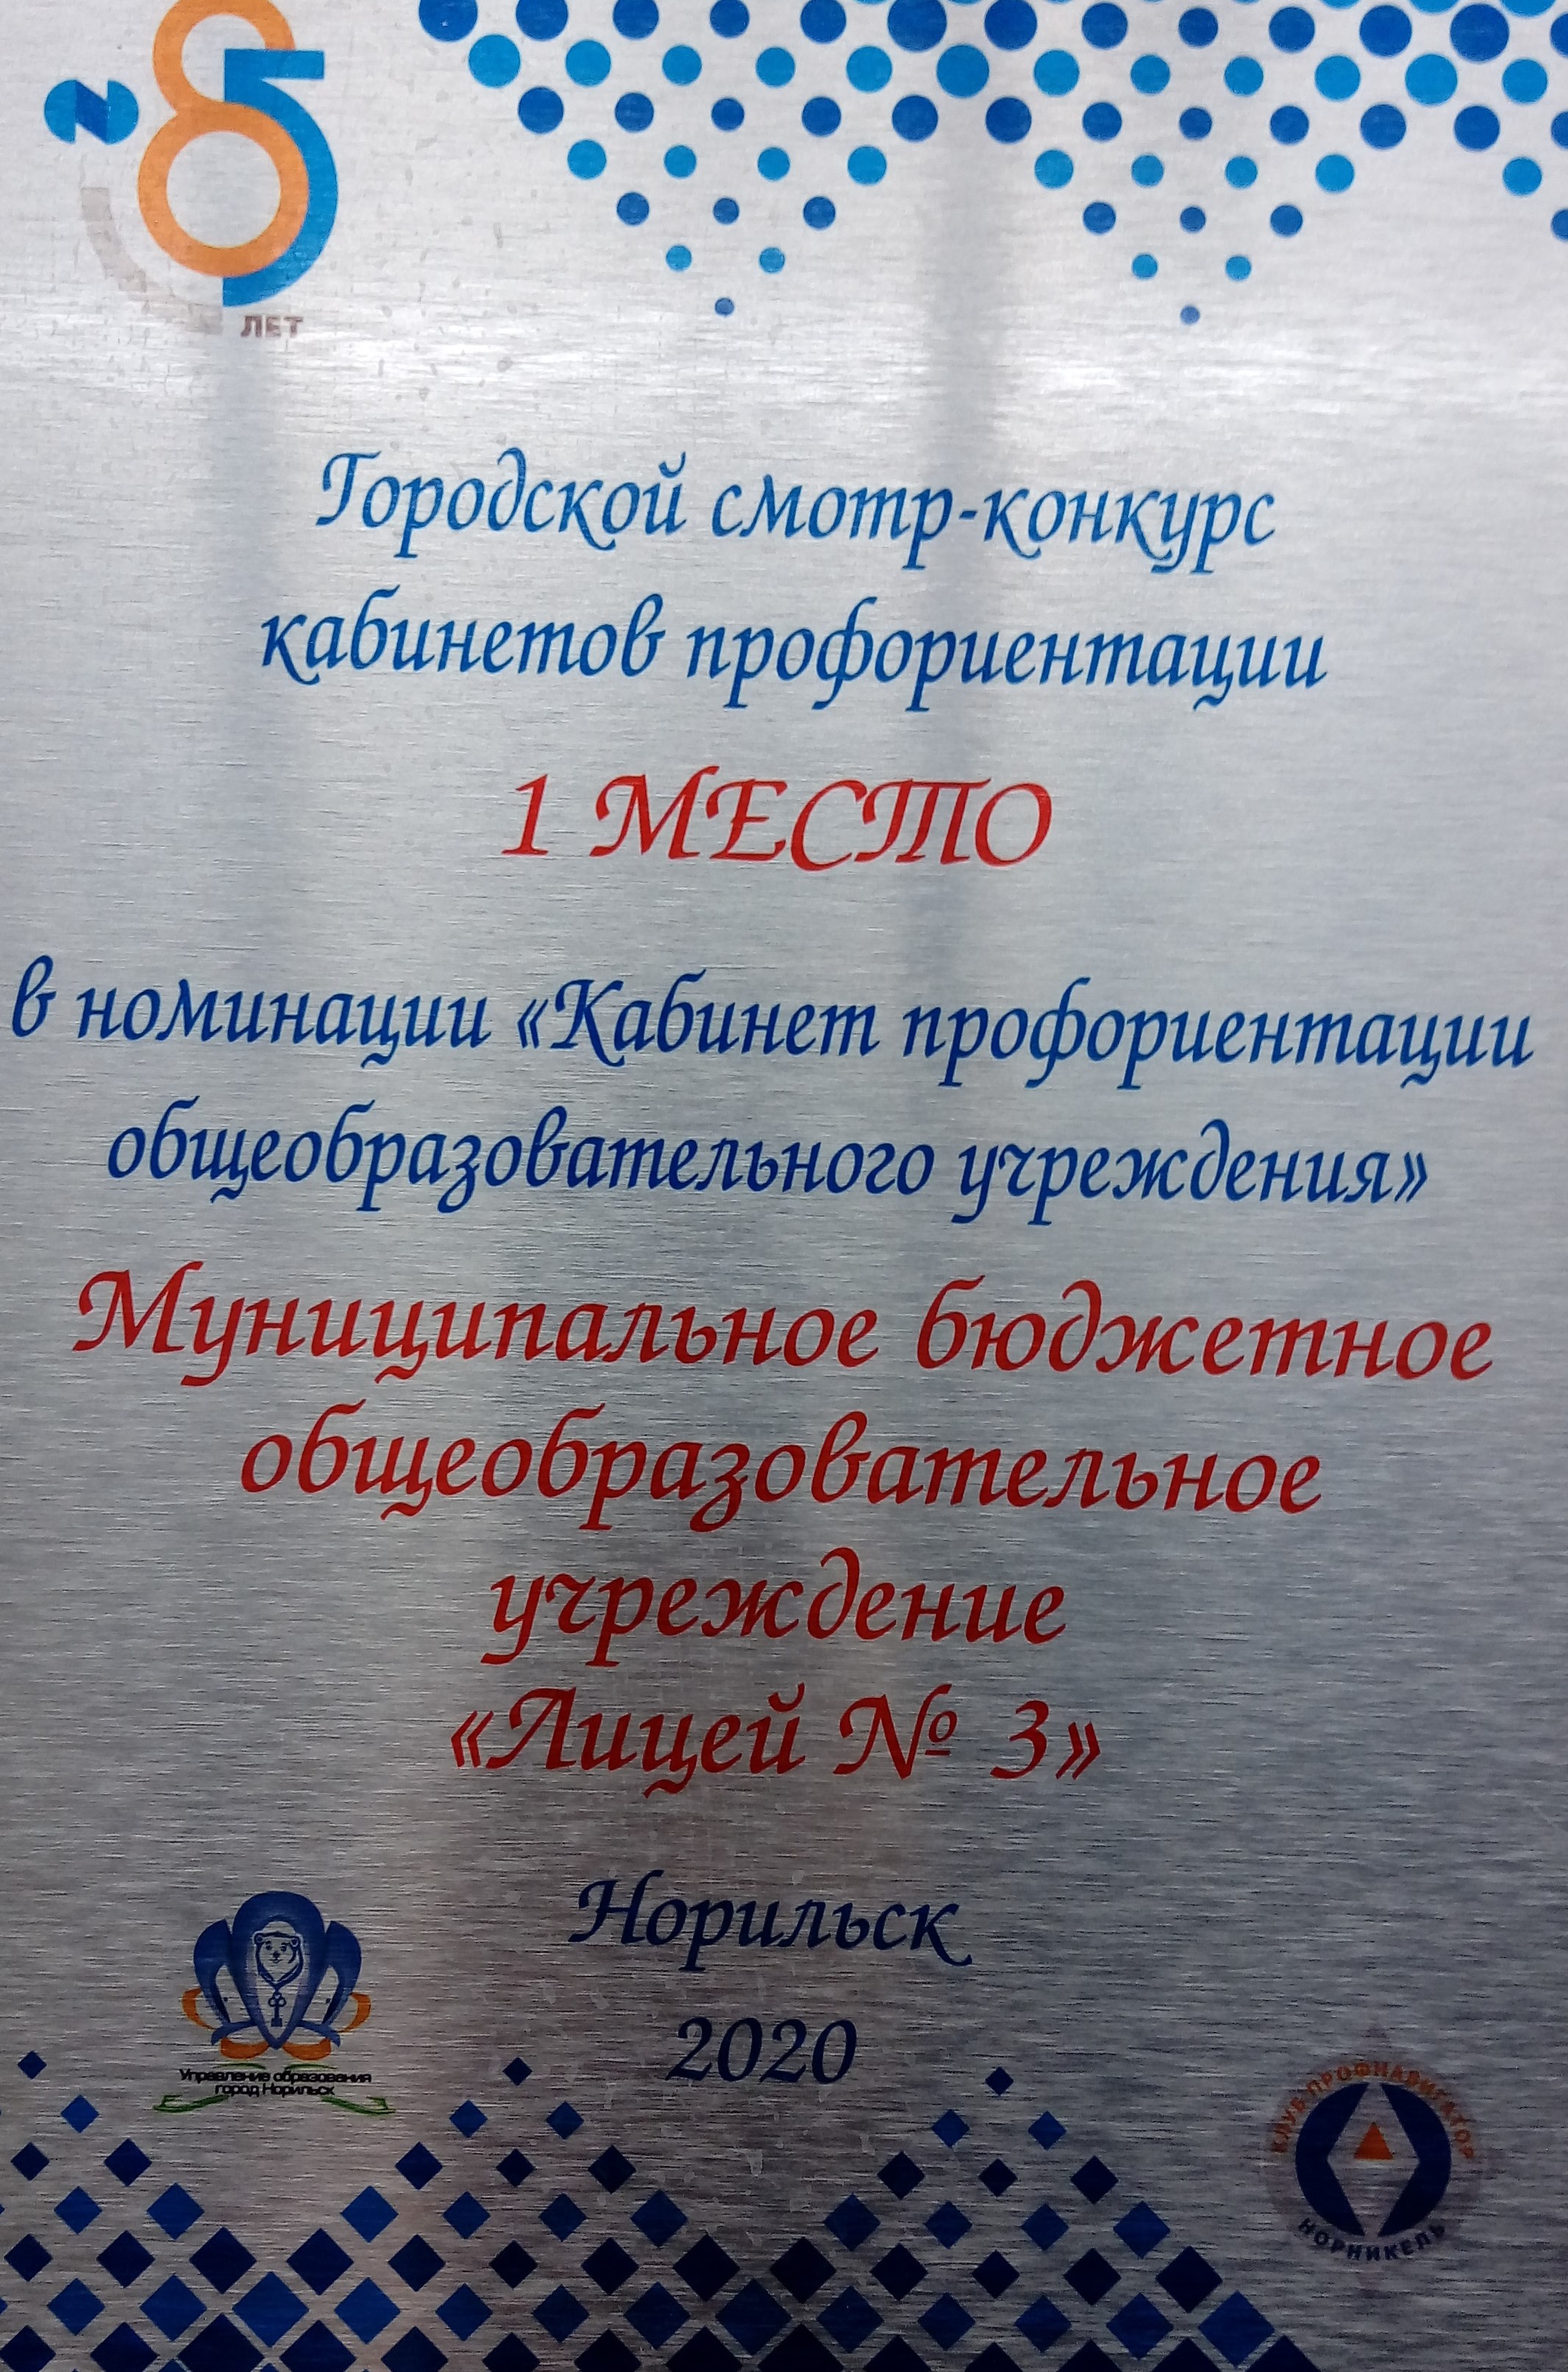 85
ЛЕТ
Городской смотр-конкурс
кабинетов профориентации
1 МЕСТО
в номинации «Кабинет профориентации
общеобразовательного учреждения»
Муниципальное бюджетное
общеобразовательное
учреждение
«Лицей № 3»
Норильск
2020
Управление образования
город Норильск
КЛУБ ПРОФНАВИГАТОР
НОРНИКЕЛЬ